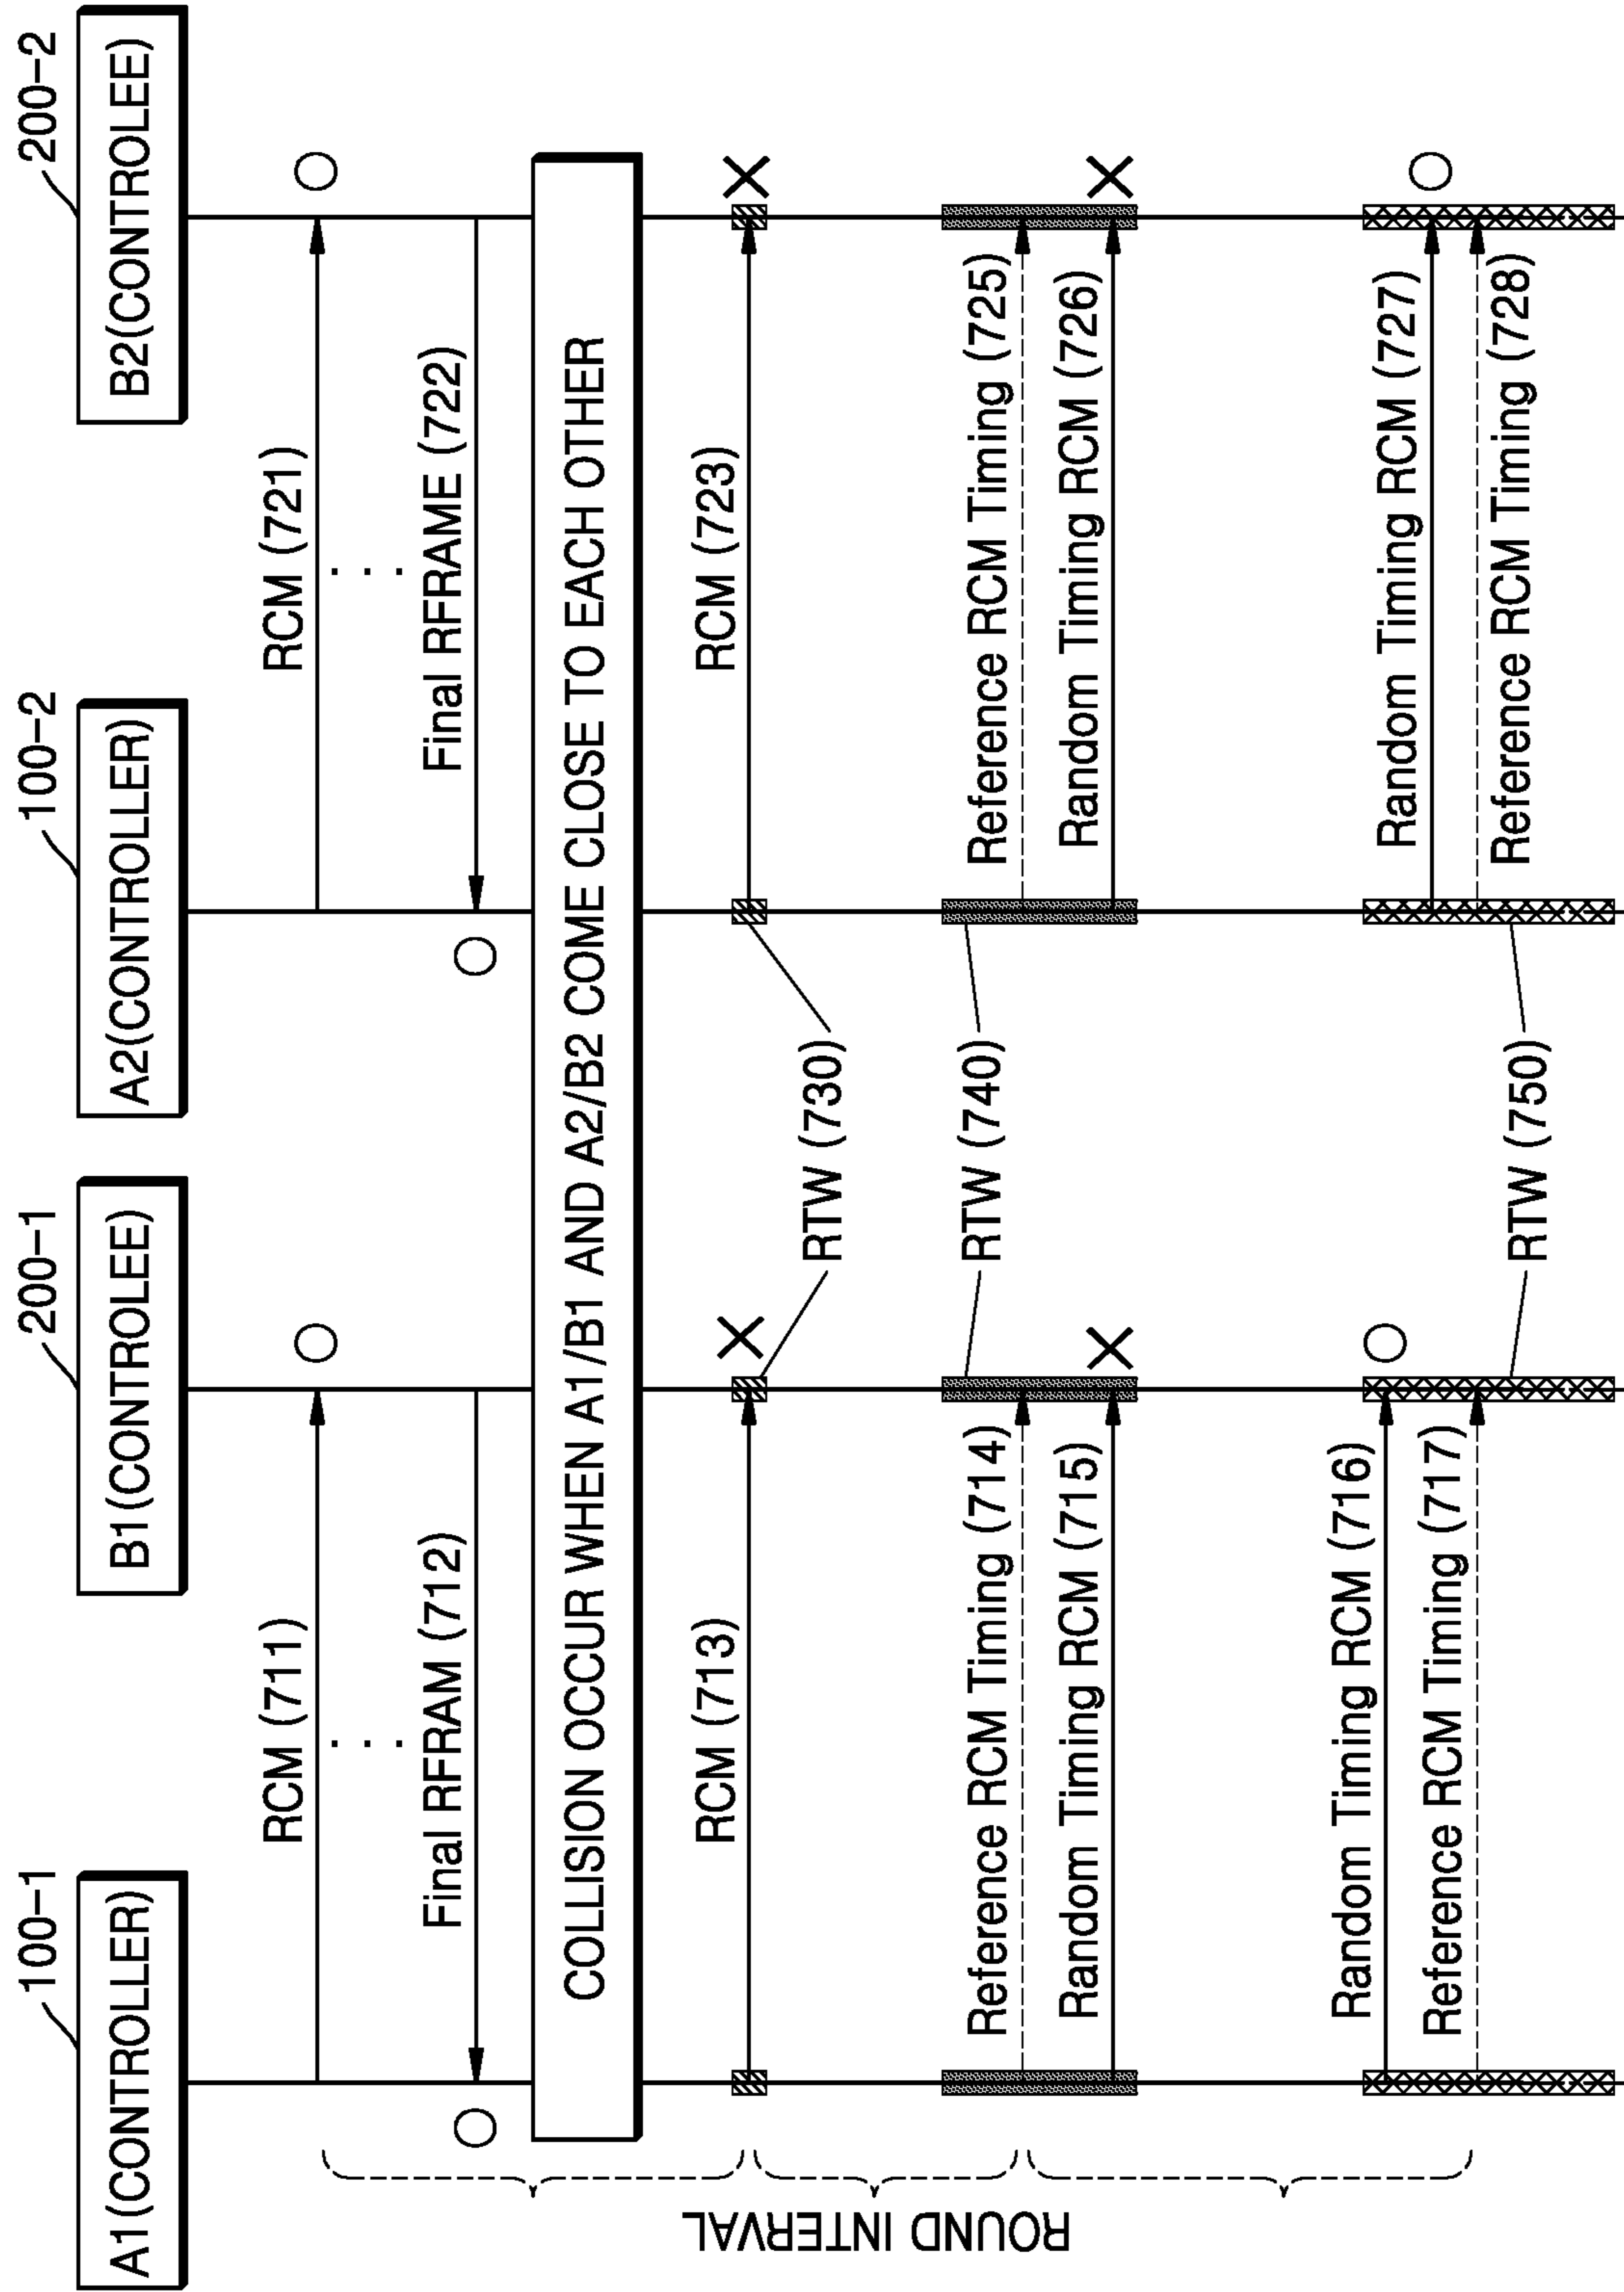 100-1
200-1
100-2
200-2
A1(CONTROLLER)
B1(CONTROLEE)
A2(CONTROLLER)
B2(CONTROLEE)
RCM (711)
RCM (721)
. . .
. . .
Final RFRAM (712)
Final RFRAME (722)
COLLISION OCCUR WHEN A1/B1 AND A2/B2 COME CLOSE TO EACH OTHER
RCM (713)
RCM (723)
RTW (730)
ROUND INTERVAL
Reference RCM Timing (714)
RTW (740)
Reference RCM Timing (725)
Random Timing RCM (715)
Random Timing RCM (726)
Random Timing RCM (716)
Random Timing RCM (727)
Reference RCM Timing (717)
RTW (750)
Reference RCM Timing (728)